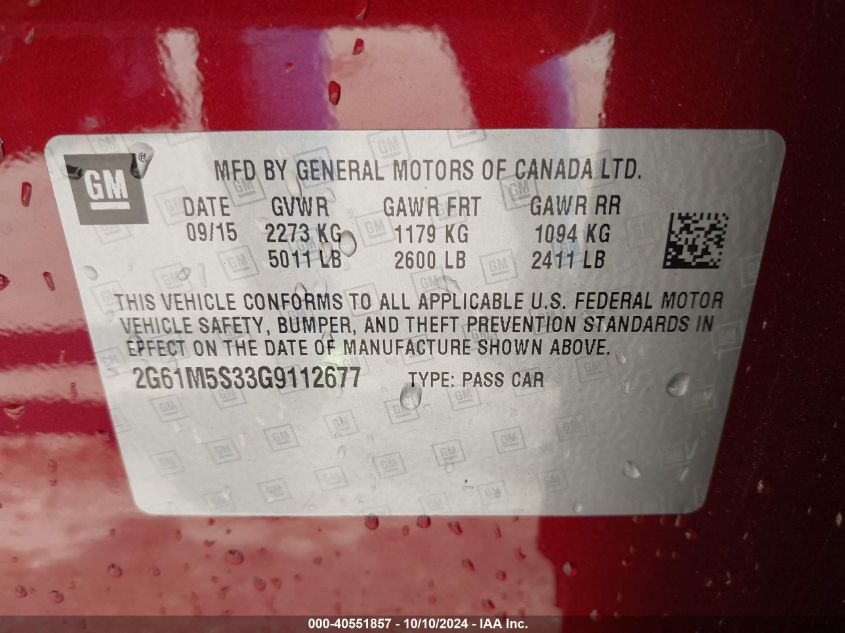 GM ®
MFD BY GENERAL MOTORS OF CANADA LTD.
DATE GVWR GAWR FRT GAWR RR
09/15 2273 KG 1179 KG 1094 KG
5011 LB 2600 LB 2411 LB
THIS VEHICLE CONFORMS TO ALL APPLICABLE U.S. FEDERAL MOTOR
VEHICLE SAFETY, BUMPER, AND THEFT PREVENTION STANDARDS IN
EFFECT ON THE DATE OF MANUFACTURE SHOWN ABOVE.
2G61M5S33G9112677 TYPE: PASS CAR
000-40551857 - 10/10/2024 - IAA Inc.